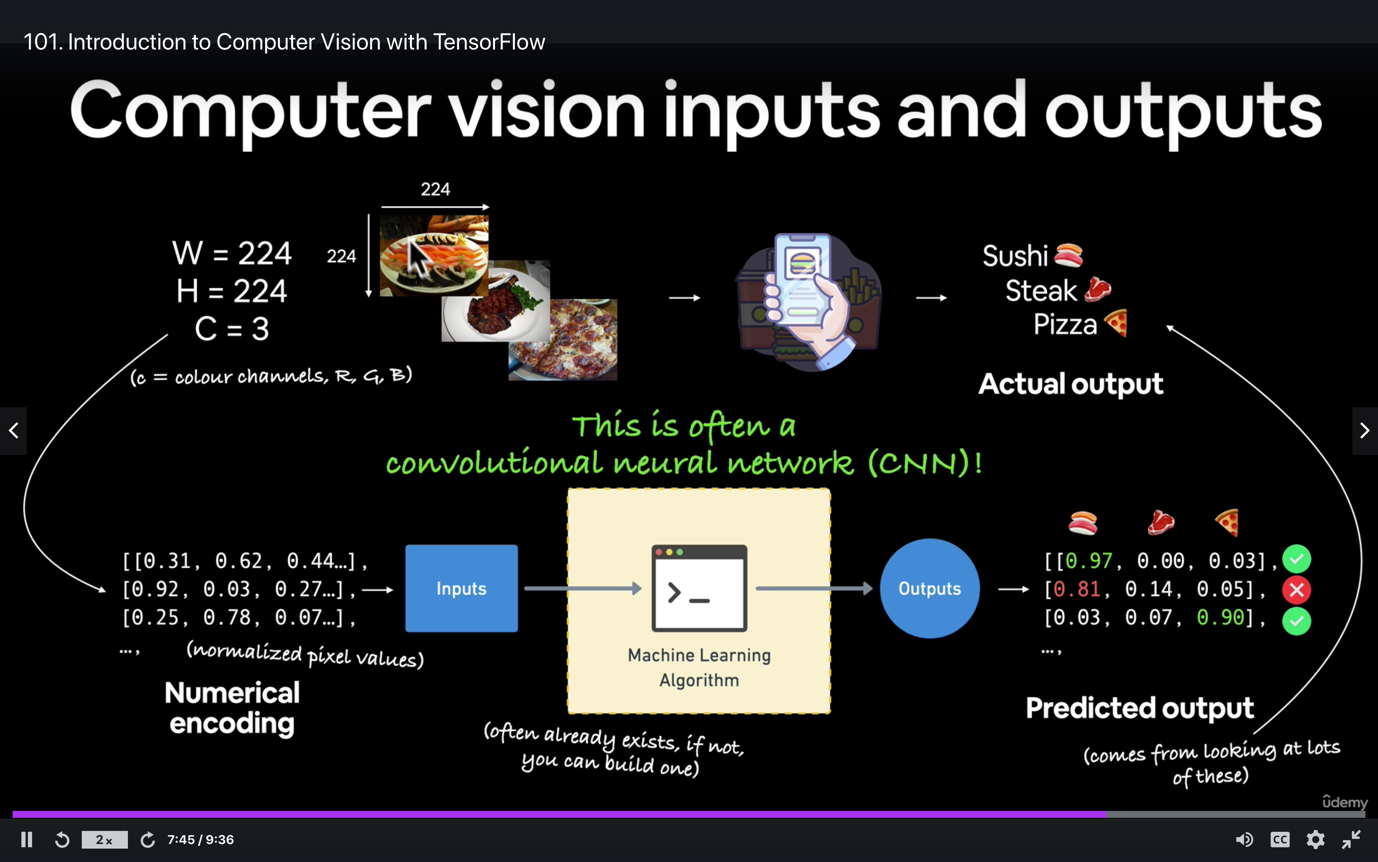 101. Introduction to Computer Vision with TensorFlow
Computer vision inputs and outputs
224
224
W = 224
H = 224
C = 3
(c = colour channels, R, G, B)
Sushi 🍣
Steak 🥩
Pizza 🍕
Actual output
This is often a
convolutional neural network (CNN)!
[[0.31, 0.62, 0.44…],
[0.92, 0.03, 0.27…],
[0.25, 0.78, 0.07…],
…,
(normalized pixel values)
Numerical
encoding
Inputs
Machine Learning
Algorithm
(often already exists, if not,
you can build one)
Outputs
🍣 🥩 🍕
[[0.97, 0.00, 0.03],
[0.81, 0.14, 0.05],
[0.03, 0.07, 0.90],
…,
Predicted output
(comes from looking at lots
of these)
ûdemy
2x
7:45 / 9:36
CC